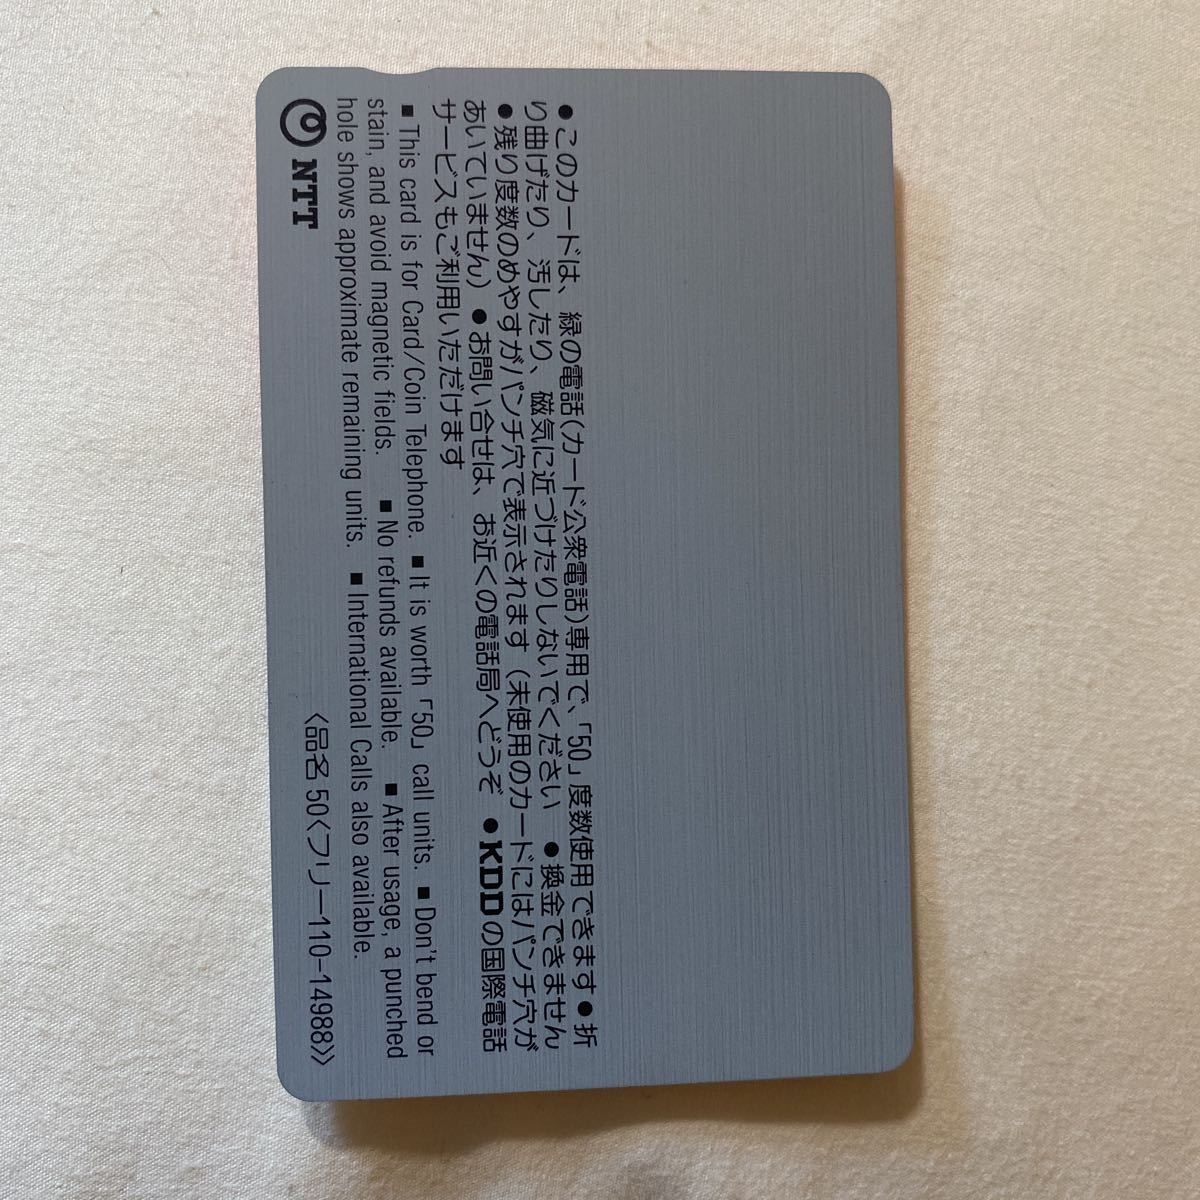 ●このカードは、緑の電話(カード公衆電話)専用で、「50」度数使用できます ●折
り曲げたり、汚したり、磁気に近づけたりしないでください ●換金できません
●残り度数のめやすがパンチ穴で表示されます(未使用のカードにはパンチ穴が
あいていません) ●お問い合せは、お近くの電話局へどうぞ ●KDDの国際電話
サービスもご利用いただけます
■ This card is for Card/Coin Telephone. ■ It is worth「50」call units. ■ Don't bend or
stain, and avoid magnetic fields. ■ No refunds available. ■ After usage, a punched
hole shows approximate remaining units. ■ International Calls also available.
NTT 〈品名 50〈フリー110-14988〉〉